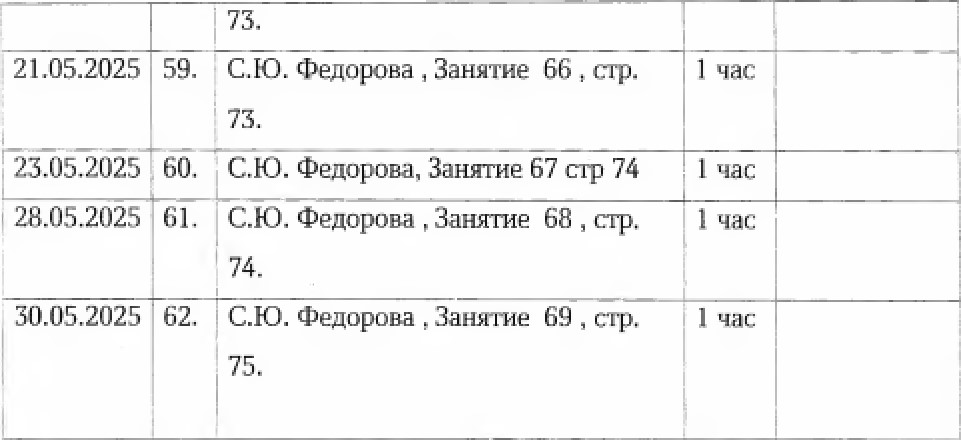 73.
21.05.2025 59. С.Ю. Федорова , Занятие 66 , стр. 1 час
73.
23.05.2025 60. С.Ю. Федорова, Занятие 67 стр 74 1 час
28.05.2025 61. С.Ю. Федорова , Занятие 68 , стр. 1 час
74.
30.05.2025 62. С.Ю. Федорова , Занятие 69 , стр. 1 час
75.